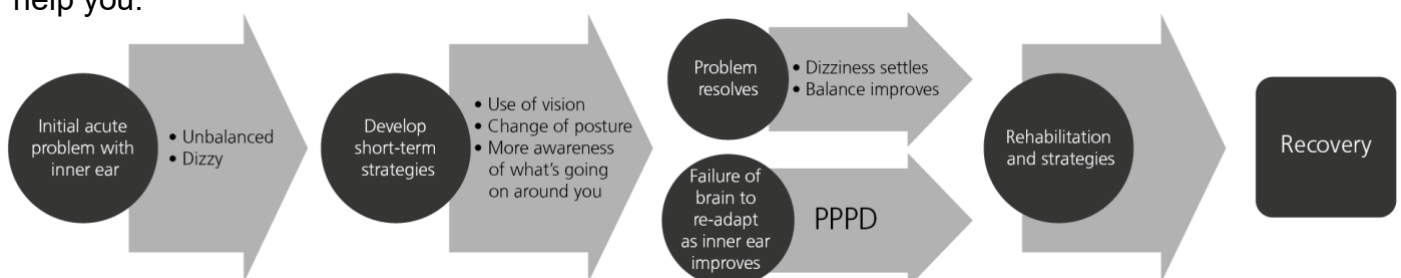 help you.
Initial acute
problem with
inner ear
• Unbalanced
• Dizzy
Develop
short-term
strategies
• Use of vision
• Change of posture
• More awareness
of what's going
on around you
Problem
resolves
• Dizziness settles
• Balance improves
Failure of
brain to
re-adapt
as inner ear
improves
PPPD
Rehabilitation
and strategies
Recovery